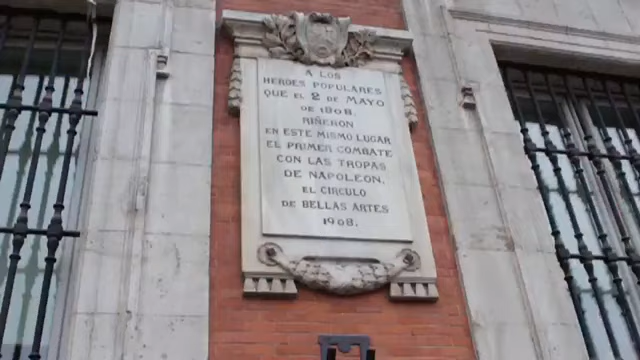 A LOS
HEROES POPULARES
QUE EL 2 DE MAYO
DE 1808.
RIÑERON
EN ESTE MISMO LUGAR
EL PRIMER COMBATE
CON LAS TROPAS
DE NAPOLEON.
EL CIRCULO
DE BELLAS ARTES
1908.